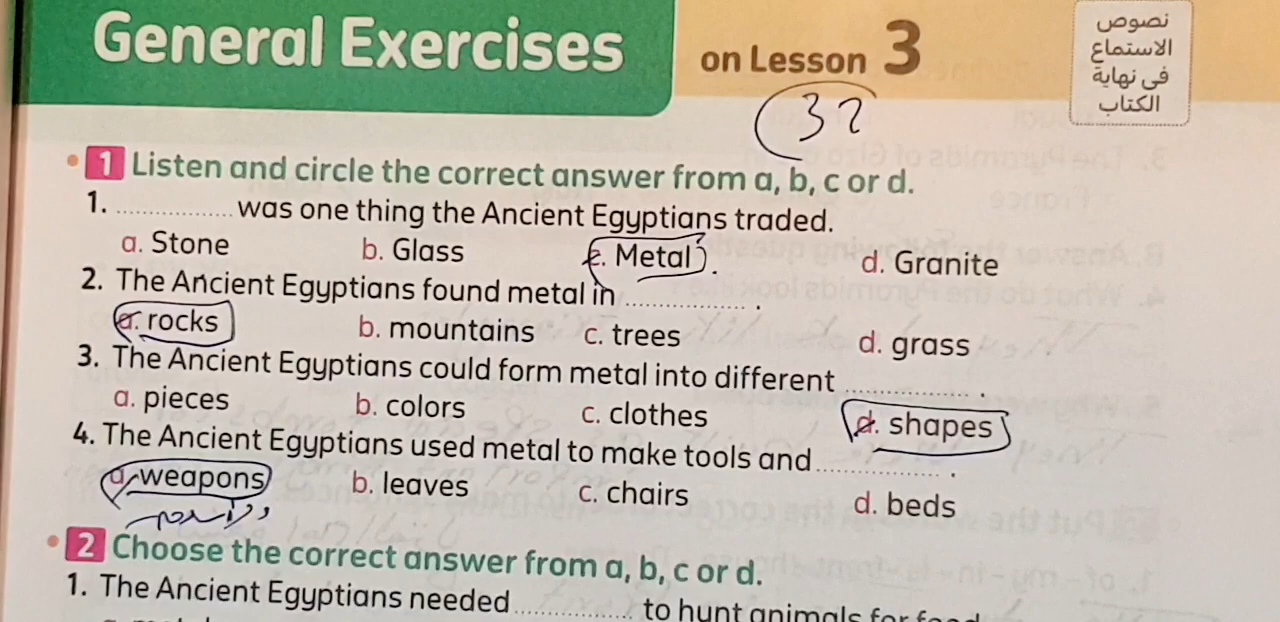 General Exercises on Lesson 3
نصوص
الاستماع
فى نهاية
الكتاب
32
1 Listen and circle the correct answer from a, b, c or d.
1. .................. was one thing the Ancient Egyptians traded.
a. Stone b. Glass c. Metal d. Granite
2. The Ancient Egyptians found metal in .................. .
a. rocks b. mountains c. trees d. grass
3. The Ancient Egyptians could form metal into different .................. .
a. pieces b. colors c. clothes d. shapes
4. The Ancient Egyptians used metal to make tools and .................. .
a. weapons b. leaves c. chairs d. beds
2 Choose the correct answer from a, b, c or d.
1. The Ancient Egyptians needed .................. to hunt animals for food